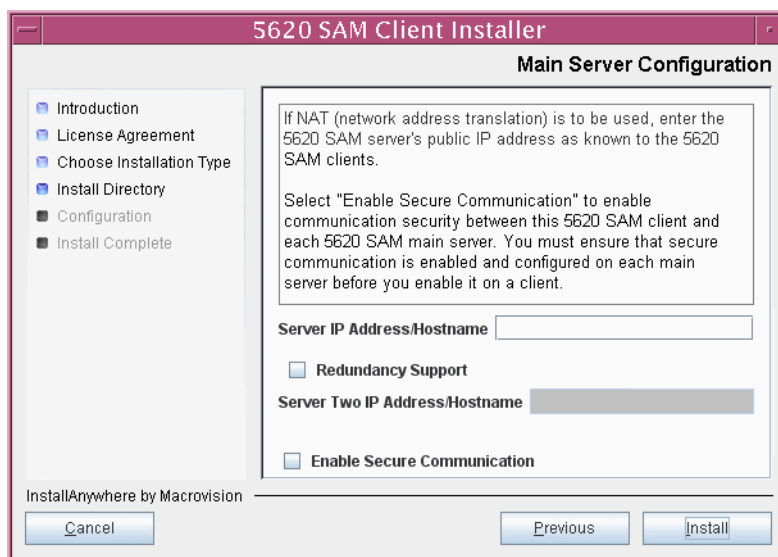 5620 SAM Client Installer
Main Server Configuration
Introduction
License Agreement
Choose Installation Type
Install Directory
Configuration
Install Complete
If NAT (network address translation) is to be used, enter the
5620 SAM server's public IP address as known to the 5620
SAM clients.
Select "Enable Secure Communication" to enable
communication security between this 5620 SAM client and
each 5620 SAM main server. You must ensure that secure
communication is enabled and configured on each main
server before you enable it on a client.
Server IP Address/Hostname
Redundancy Support
Server Two IP Address/Hostname
Enable Secure Communication
InstallAnywhere by Macrovision
Cancel
Previous
Install